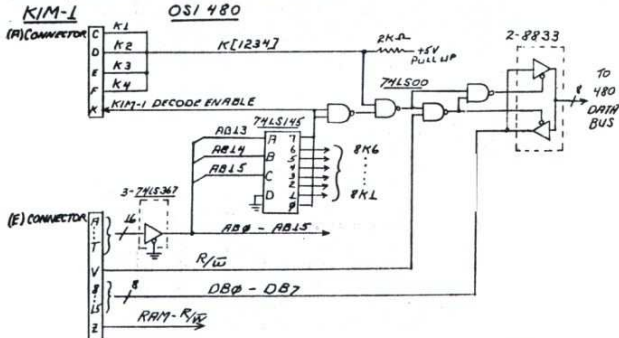 KIM-1
OSI 480
(A) CONNECTOR
C K1
D K2
E K3
F K4
K KIM-1 DECODE ENABLE
K[1234]
2KΩ
+5V
PULL UP
2-8833
74LS00
8
TO
480
DATA
BUS
74LS145
AB13 A 7
AB14 B 6
AB15 C 5
D 4
3
2
1
0
8K6
8K1
3-74LS367
(E) CONNECTOR
A 16
T
AB0 - AB15
V R/W
8 8
15
DB0 - DB7
Z RAM-R/W